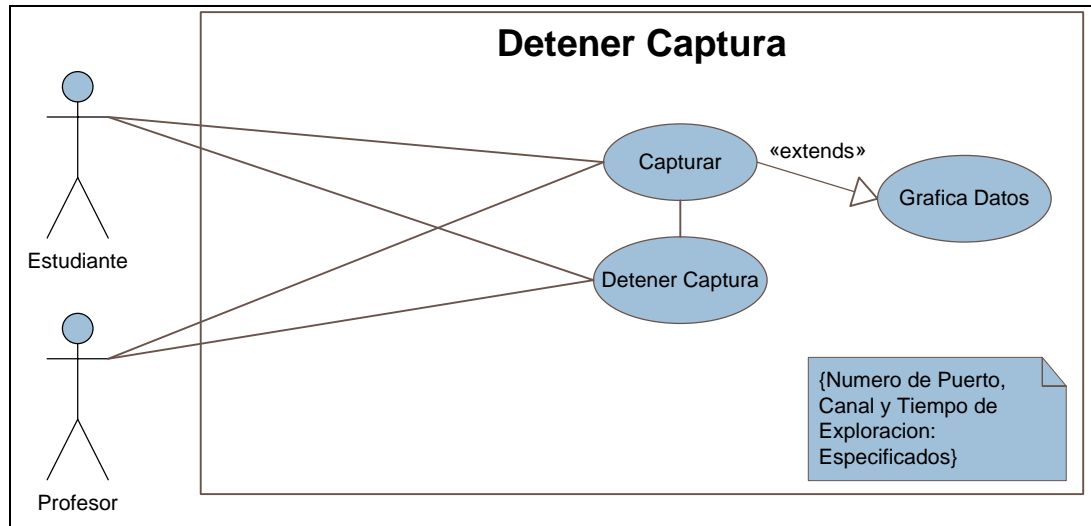 Detener Captura
Estudiante
Capturar
«extends»
Grafica Datos
Detener Captura
Profesor
{Numero de Puerto,
Canal y Tiempo de
Exploracion:
Especificados}